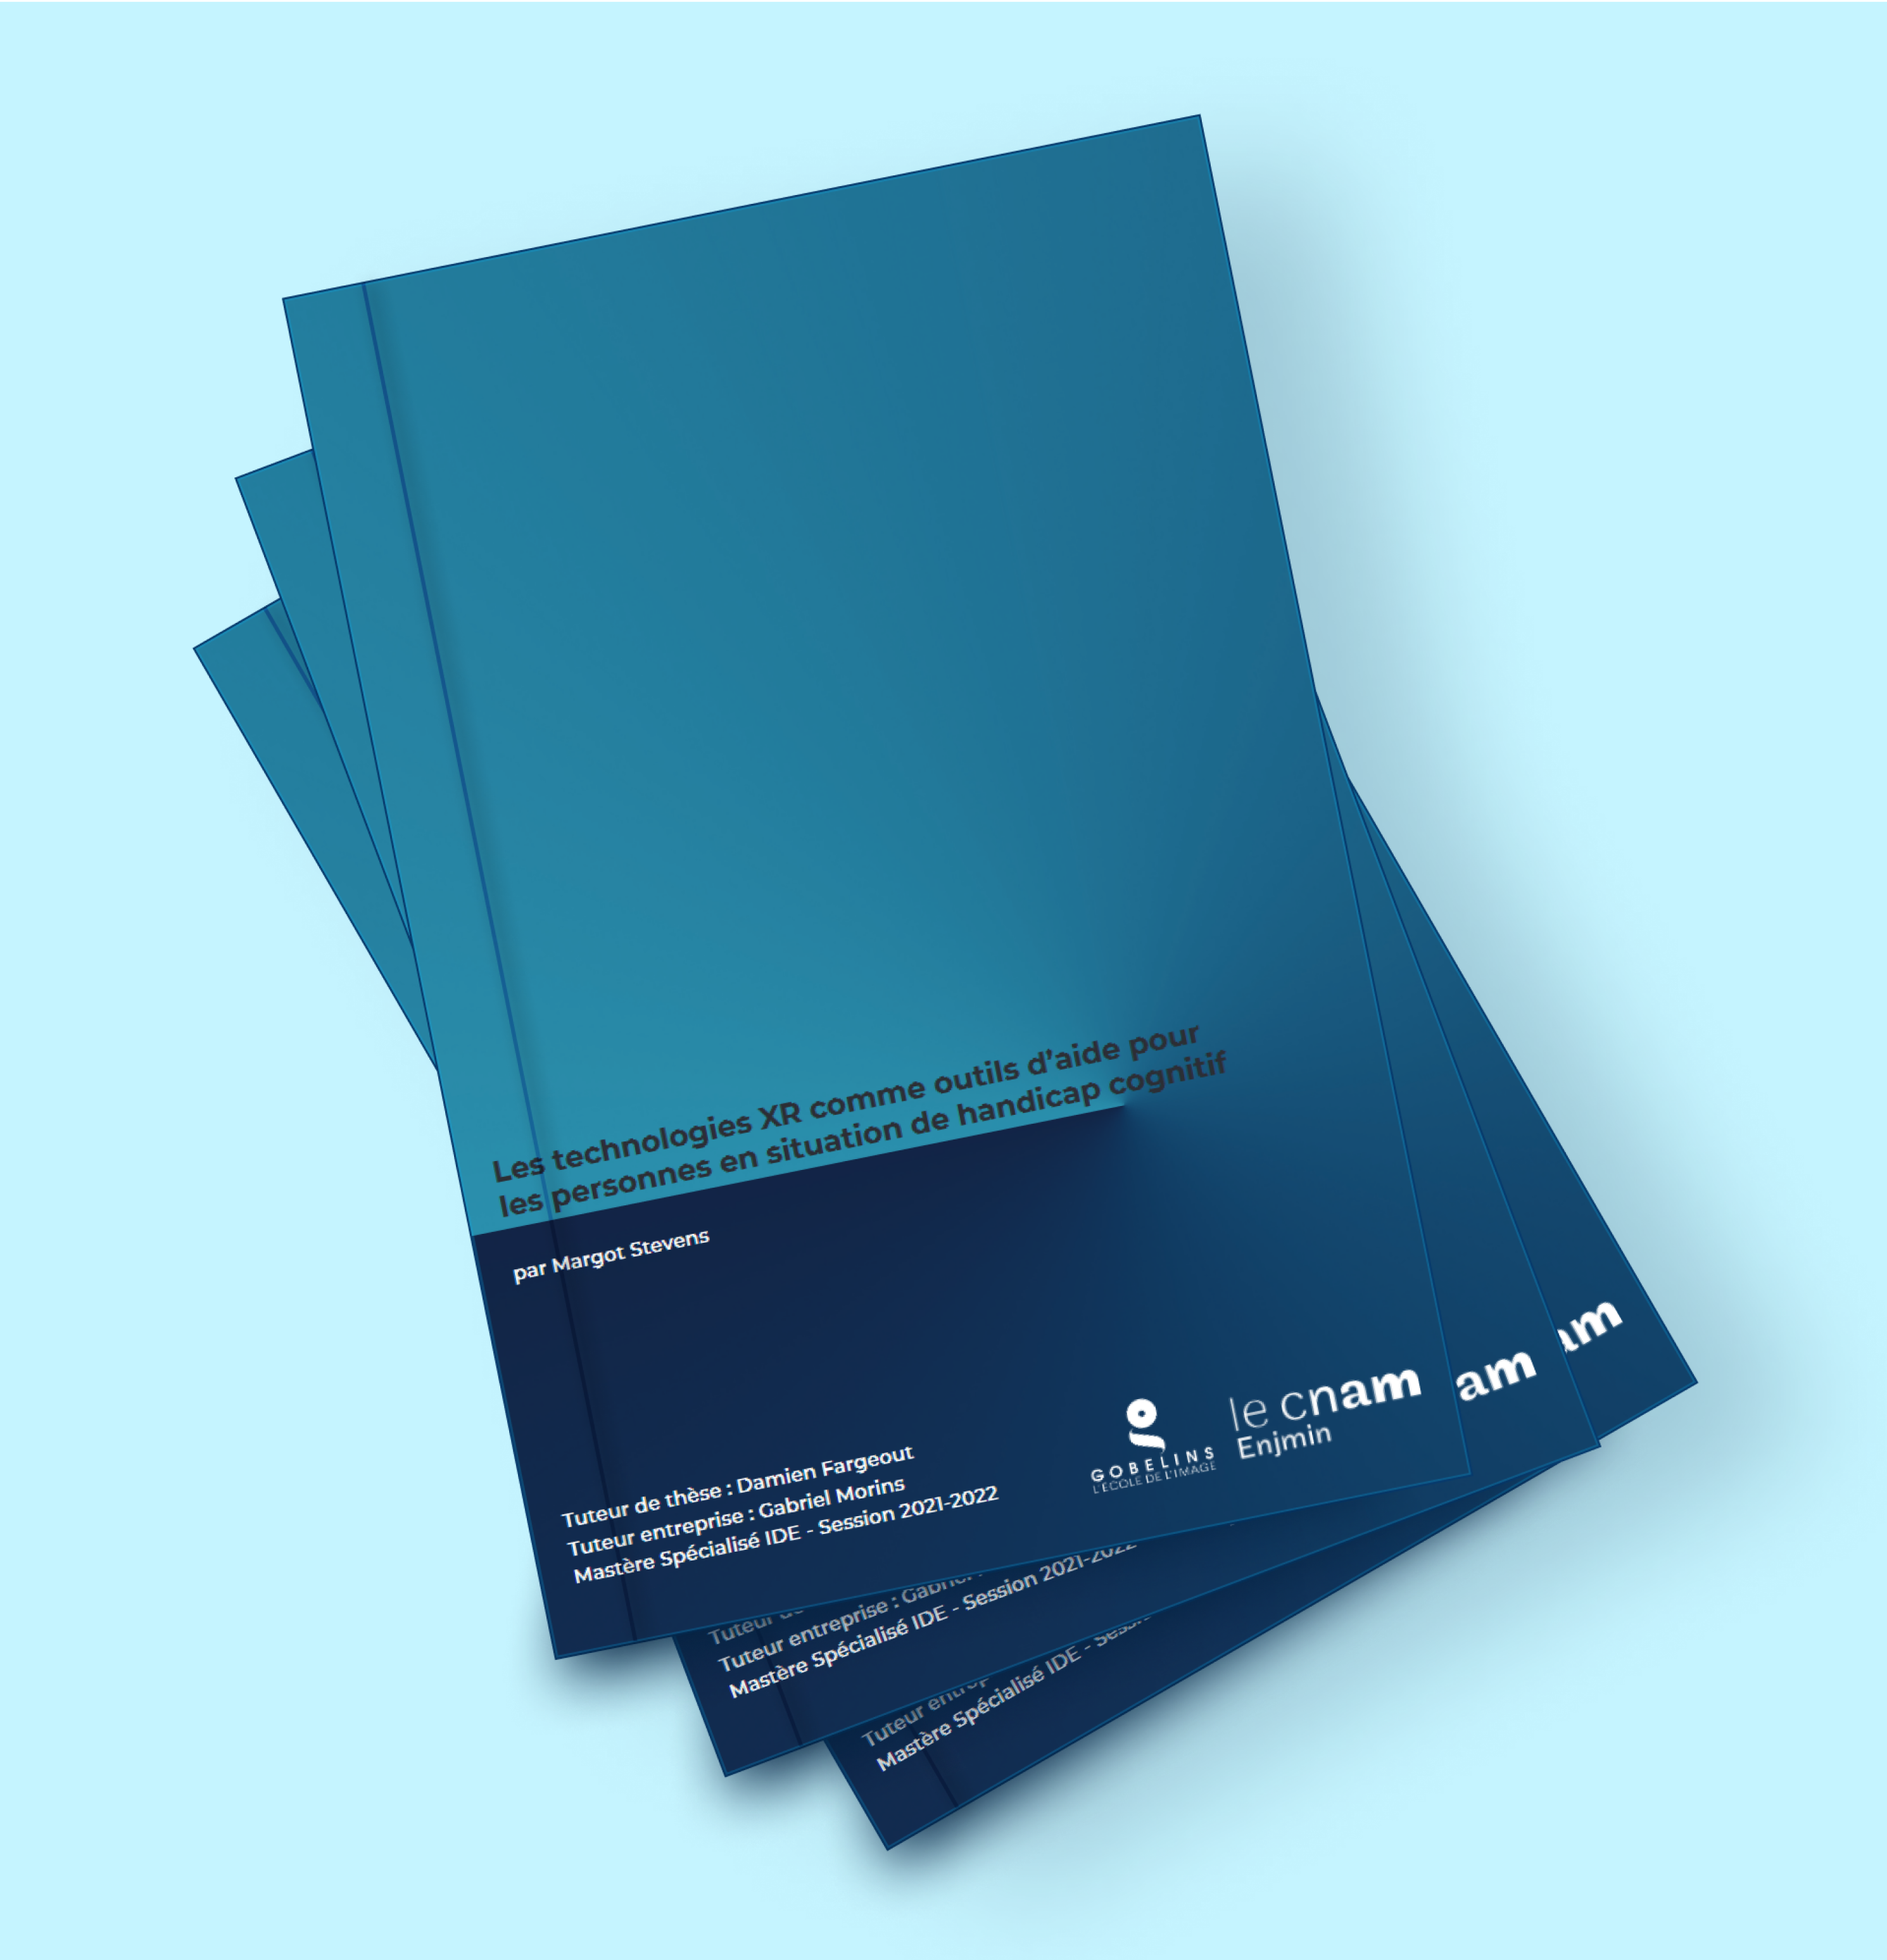 Les technologies XR comme outils d'aide pour
les personnes en situation de handicap cognitif
par Margot Stevens
Tuteur de thèse : Damien Fargeout
Tuteur entreprise : Gabriel Morins
Mastère Spécialisé IDE - Session 2021-2022
GOBELINS
L'ÉCOLE DE L'IMAGE
le cnam
Enjmin
am
am
Tuteur
Tuteur entreprise :
Mastère Spécialisé IDE - Session 2021-2022
Tuteur
Mastère Spécialisé IDE -